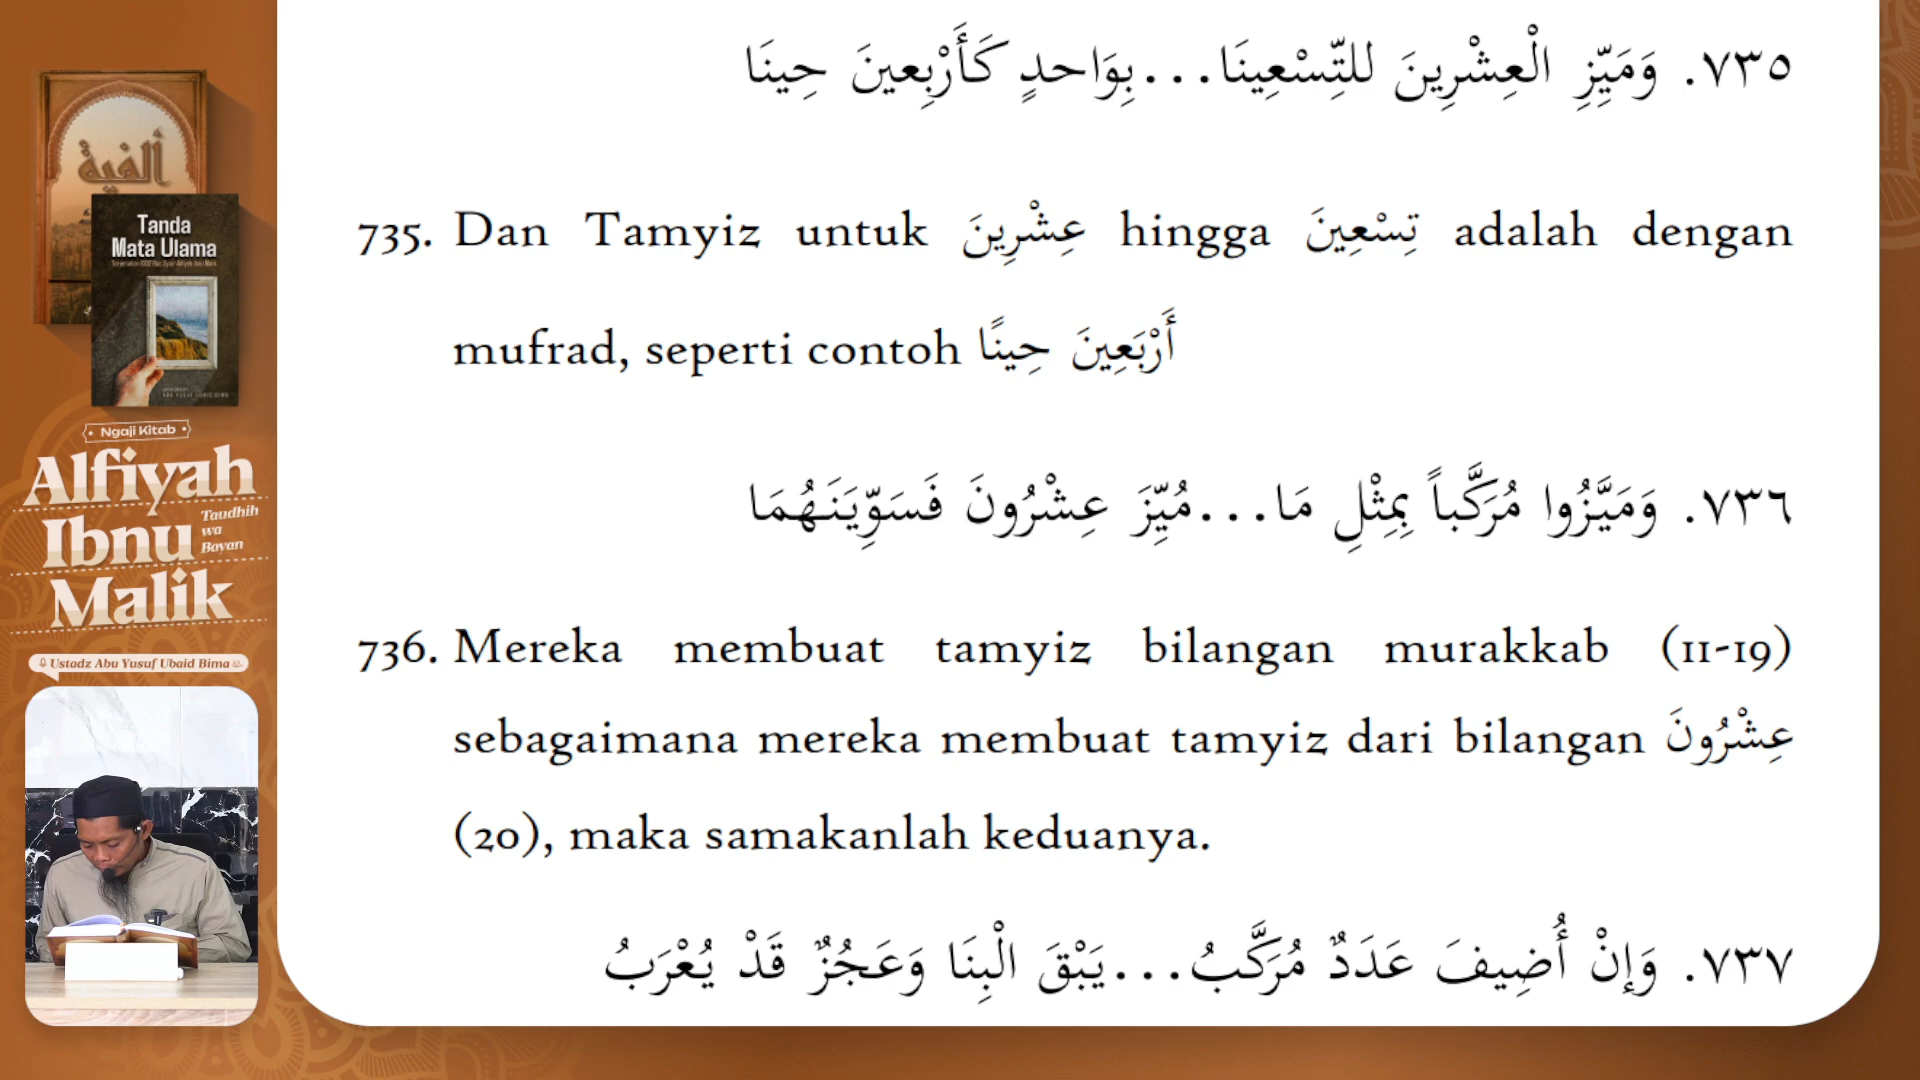 ٧٣٥. وَمَيِّزِ الْعِشْرِينَ للتِّسْعِينَا...بِوَاحدٍ كَأَرْبِعينَ حِينَا
735. Dan Tamyiz untuk عِشْرِينَ hingga تِسْعِينَ adalah dengan
mufrad, seperti contoh أَرْبَعِينَ حِينًا
٧٣٦. وَمَيَّزُوا مُرَكَّباً بِمِثْلِ مَا...مُيِّزَ عِشْرُونَ فَسَوِّيَنَهُمَا
736. Mereka membuat tamyiz bilangan murakkab (11-19)
sebagaimana mereka membuat tamyiz dari bilangan عِشْرُونَ
(20), maka samakanlah keduanya.
٧٣٧. وَإِنْ أُضِيفَ عَدَدٌ مُرَكَّبُ...يَبْقَ الْبِنَا وَعَجُزٌ قَدْ يُعْرَبُ
ألفية
Tanda
Mata Ulama
Ngaji Kitab
Alfiyah
Ibnu
Malik
Taudhih
wa
Bayan
Ustadz Abu Yusuf Ubaid Bima